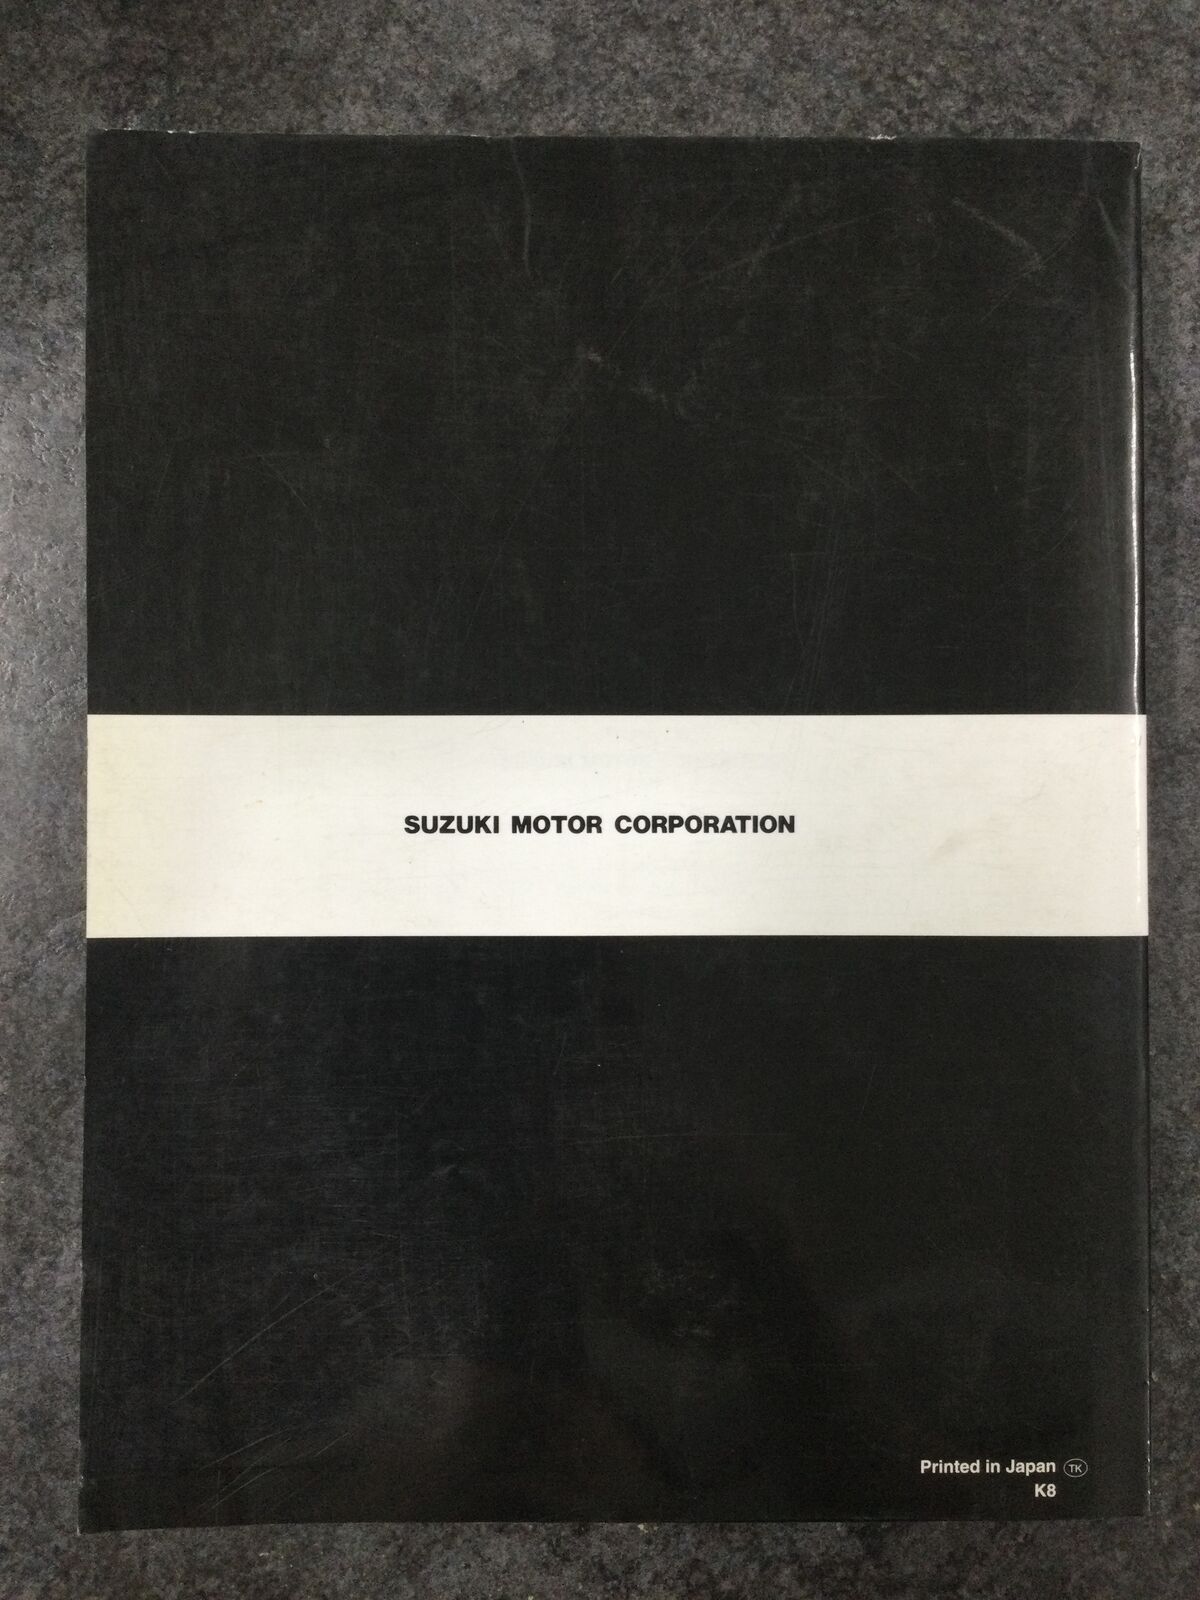 SUZUKI MOTOR CORPORATION
Printed in Japan TK
K8